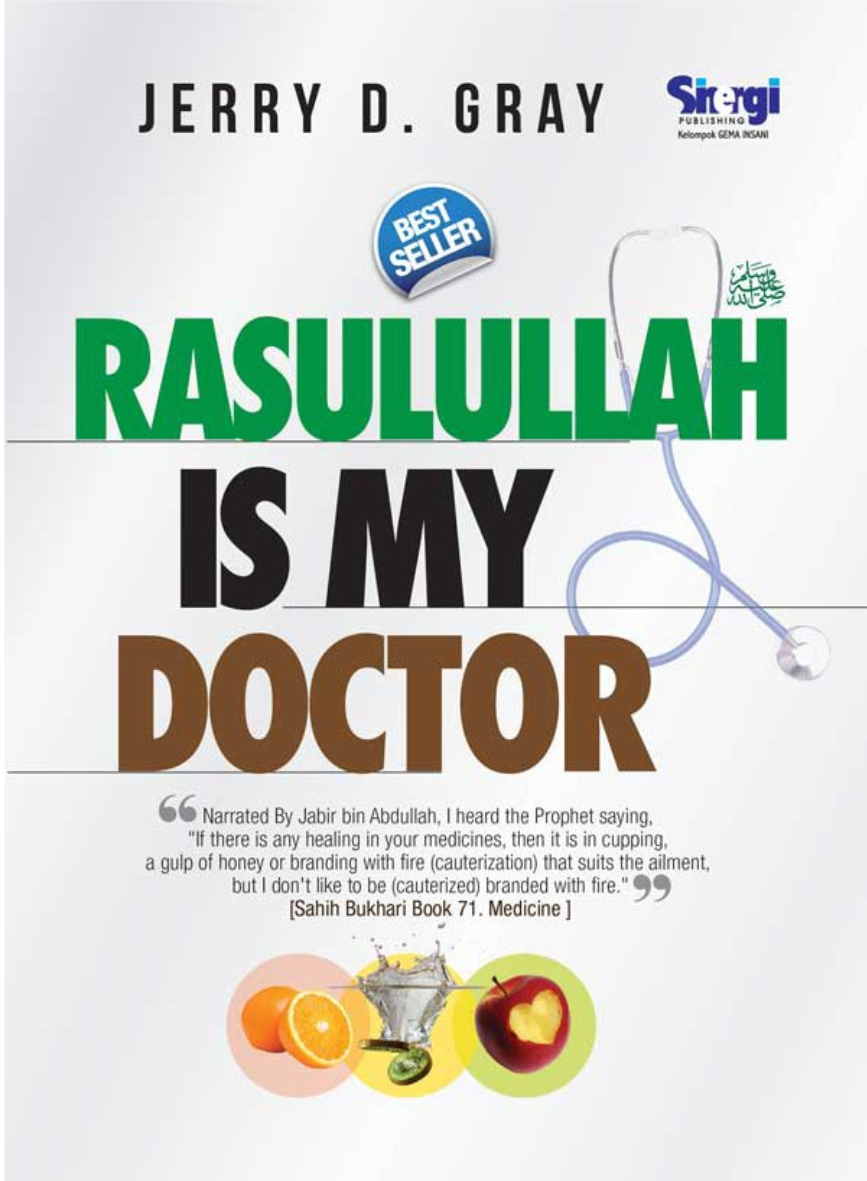 JERRY D. GRAY
Sinergi
PUBLISHING
Kelompok GEMA INSANI
BEST
SELLER
صلى الله عليه وسلم
RASULULLAH
IS MY
DOCTOR
“ Narrated By Jabir bin Abdullah, I heard the Prophet saying,
"If there is any healing in your medicines, then it is in cupping,
a gulp of honey or branding with fire (cauterization) that suits the ailment,
but I don't like to be (cauterized) branded with fire." ”
[Sahih Bukhari Book 71. Medicine ]